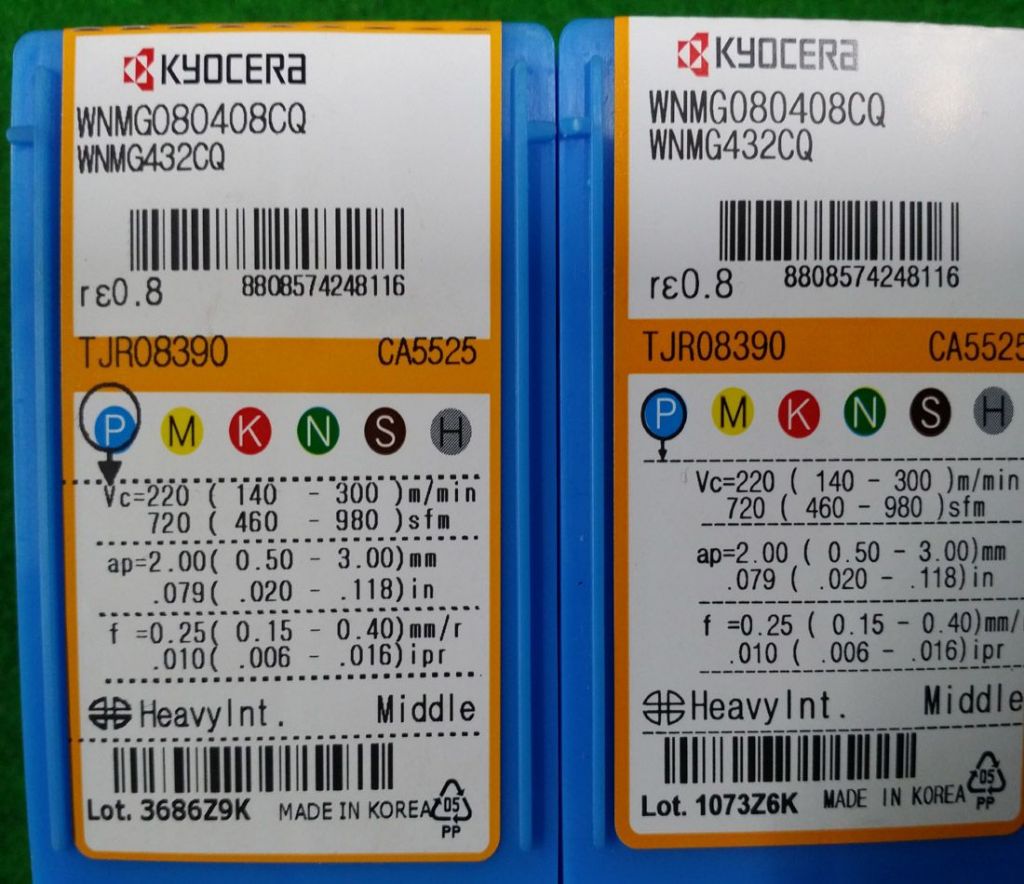 KYOCERA
WNMG080408CQ
WNMG432CQ
rε0.8
8808574248116
TJR08390 CA5525
P M K N S H
Vc=220 ( 140 - 300 )m/min
720 ( 460 - 980 )sfm
ap=2.00( 0.50 - 3.00)mm
.079( .020 - .118)in
f =0.25( 0.15 - 0.40)mm/r
.010( .006 - .016)ipr
HeavyInt. Middle
Lot. 3686Z9K MADE IN KOREA
05
PP
KYOCERA
WNMG080408CQ
WNMG432CQ
rε0.8
8808574248116
TJR08390 CA5525
P M K N S H
Vc=220 ( 140 - 300 )m/min
720 ( 460 - 980 )sfm
ap=2.00 ( 0.50 - 3.00)mm
.079 ( .020 - .118)in
f =0.25 ( 0.15 - 0.40)mm/
.010 ( .006 - .016)ipr
HeavyInt. Middle
Lot. 1073Z6K MADE IN KOREA
05
PP